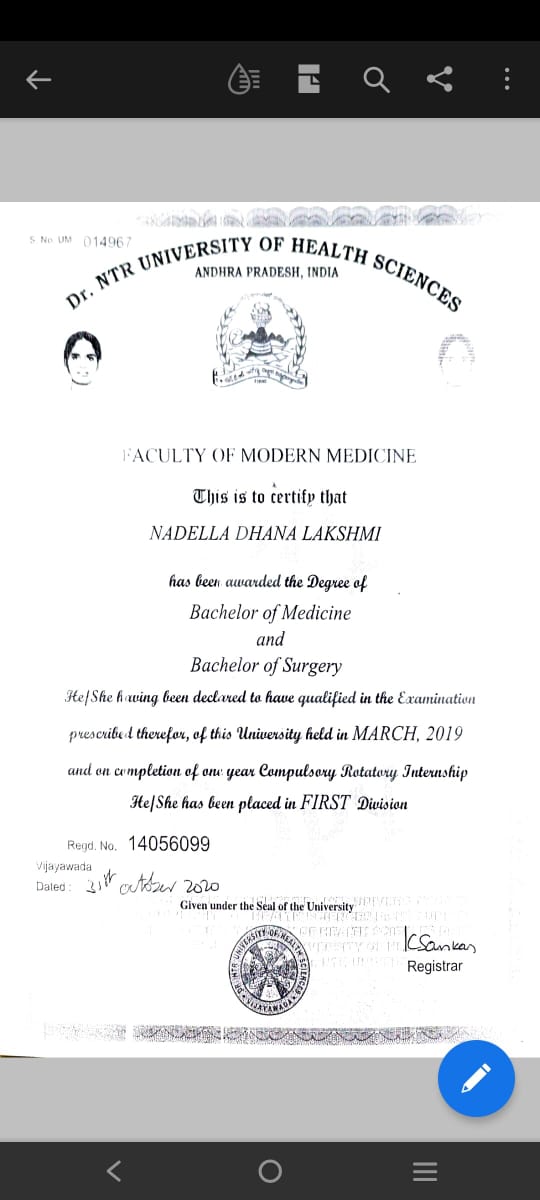 S. No. UM 014967
Dr. NTR UNIVERSITY OF HEALTH SCIENCES
ANDHRA PRADESH, INDIA
FACULTY OF MODERN MEDICINE
This is to certify that
NADELLA DHANA LAKSHMI
has been awarded the Degree of
Bachelor of Medicine
and
Bachelor of Surgery
He/She having been declared to have qualified in the Examination
prescribed therefor, of this University held in MARCH, 2019
and on completion of one year Compulsory Rotatory Internship
He/She has been placed in FIRST Division
Regd. No. 14056099
Vijayawada
Dated : 31st october 2020
Given under the Seal of the University
DR. NTR UNIVERSITY OF HEALTH SCIENCES
VIJAYAWADA
KSankar
Registrar